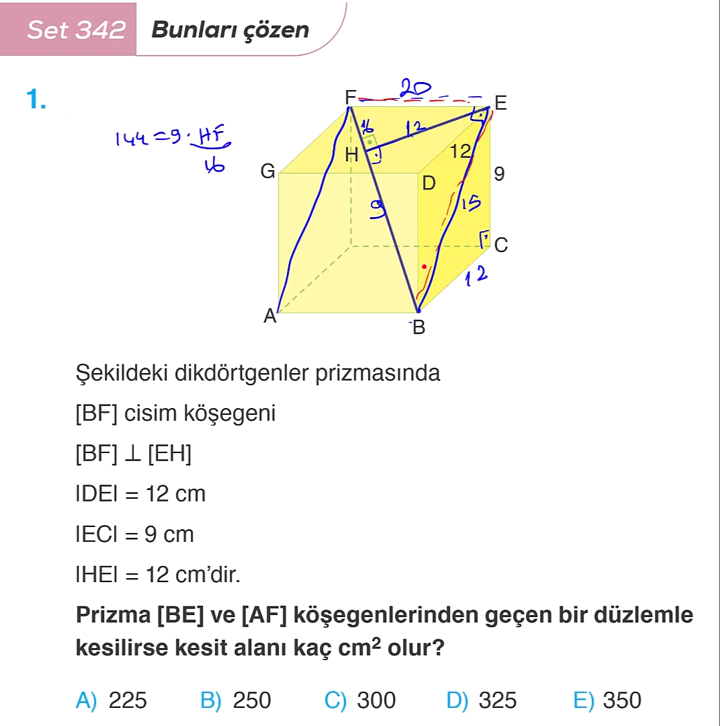 Set 342 Bunları çözen
1.
20
F E
144 = 9 · HF
16
16 12
H 12
G D 9
9 15
C
12
A B
Şekildeki dikdörtgenler prizmasında
[BF] cisim köşegeni
[BF] ⊥ [EH]
|DE| = 12 cm
|EC| = 9 cm
|HE| = 12 cm'dir.
Prizma [BE] ve [AF] köşegenlerinden geçen bir düzlemle
kesilirse kesit alanı kaç cm² olur?
A) 225 B) 250 C) 300 D) 325 E) 350